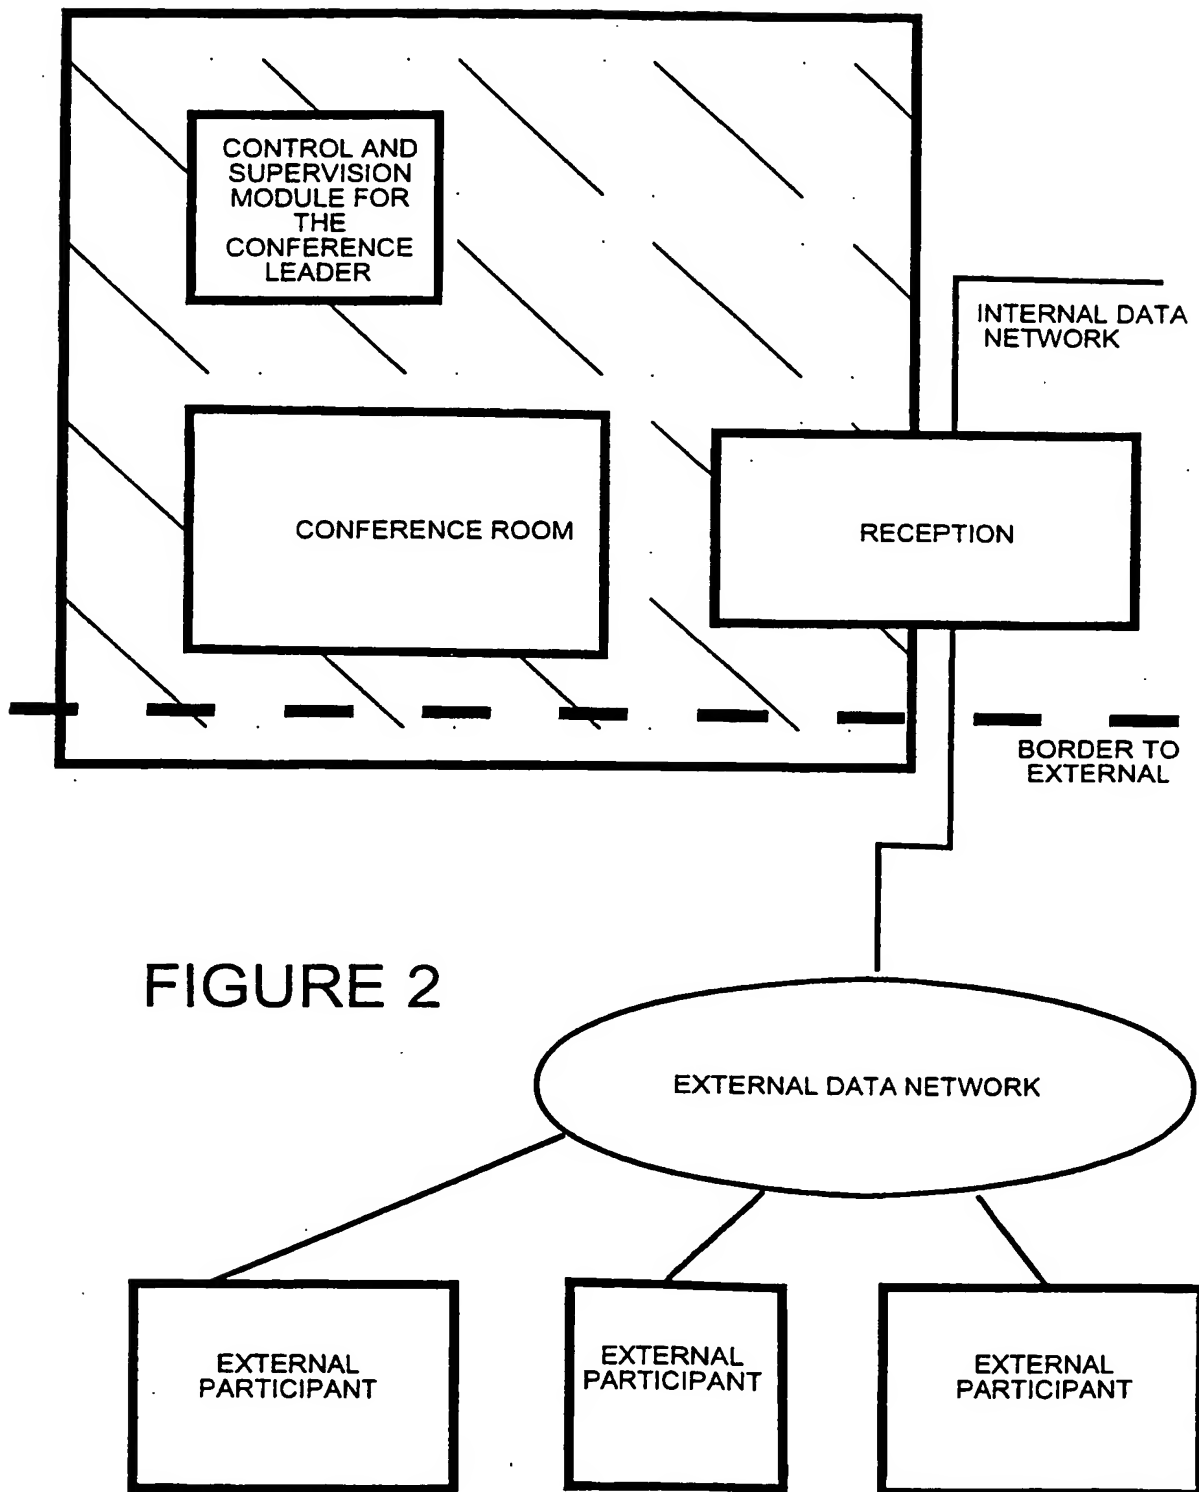 CONTROL AND
SUPERVISION
MODULE FOR
THE
CONFERENCE
LEADER
INTERNAL DATA
NETWORK
CONFERENCE ROOM
RECEPTION
BORDER TO
EXTERNAL
FIGURE 2
EXTERNAL DATA NETWORK
EXTERNAL
PARTICIPANT
EXTERNAL
PARTICIPANT
EXTERNAL
PARTICIPANT